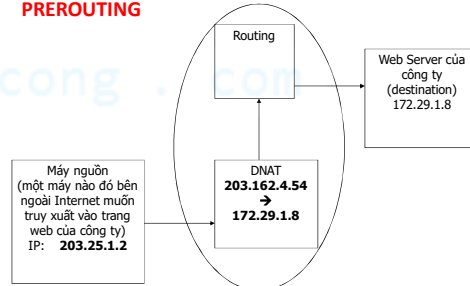 PREROUTING
Routing
Web Server của
công ty
(destination)
172.29.1.8
cong . com
Máy nguồn
(một máy nào đó bên
ngoài Internet muốn
truy xuất vào trang
web của công ty)
IP: 203.25.1.2
DNAT
203.162.4.54
➔
172.29.1.8